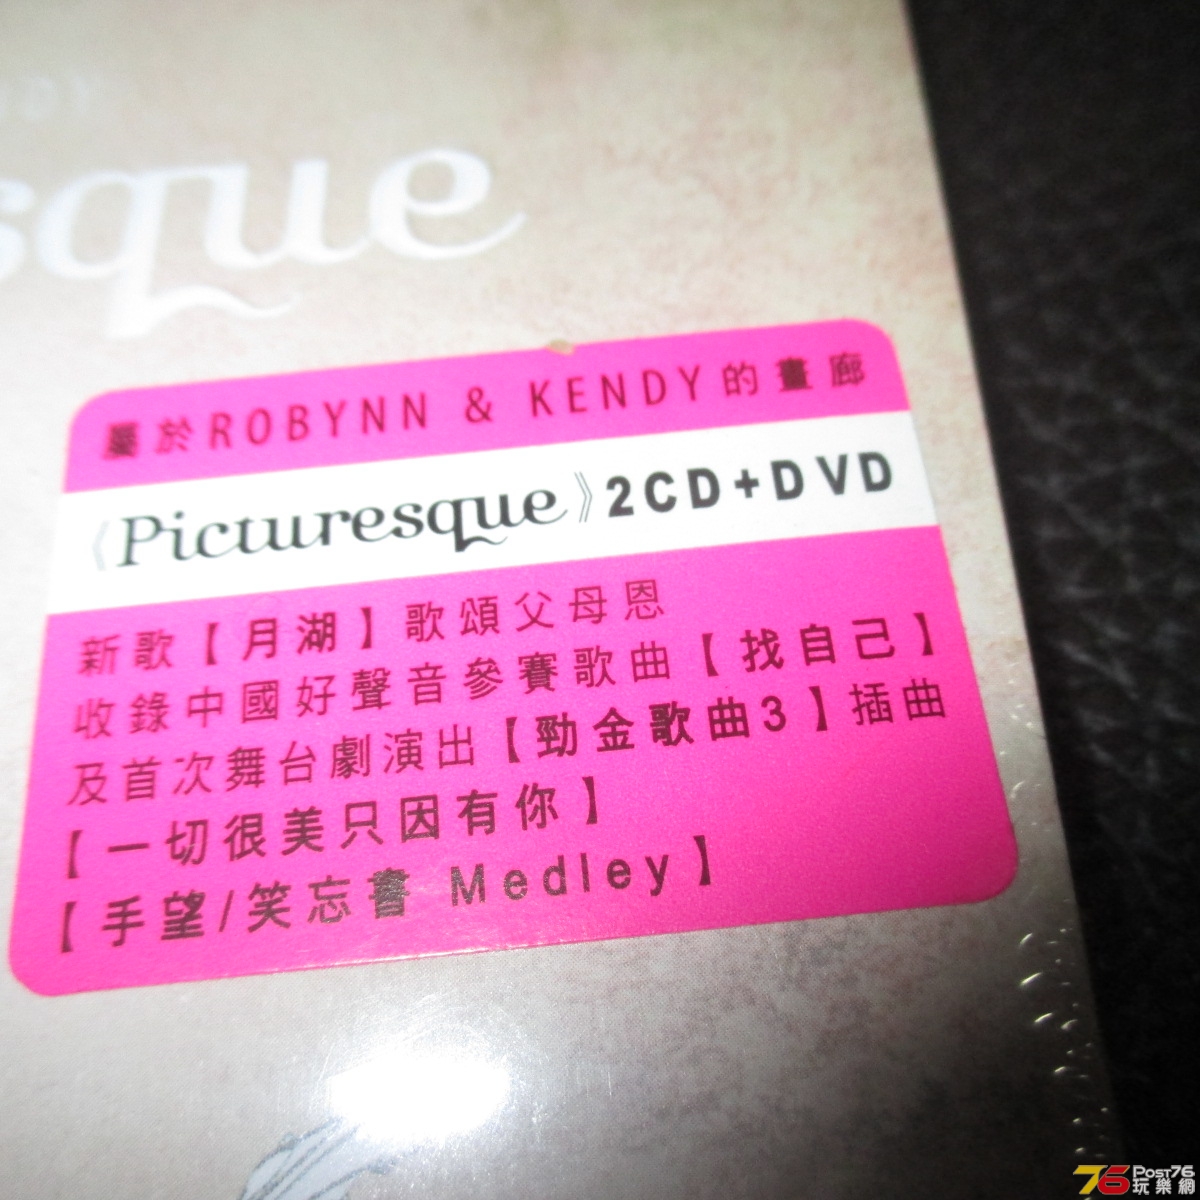 DY
sque
屬於ROBYNN & KENDY的畫廊
《Picturesque》2CD+DVD
新歌【月湖】歌頌父母恩
收錄中國好聲音參賽歌曲【找自己】
及首次舞台劇演出【勁金歌曲3】插曲
【一切很美只因有你】
【手望/笑忘書 Medley】
76 Post76
玩樂網